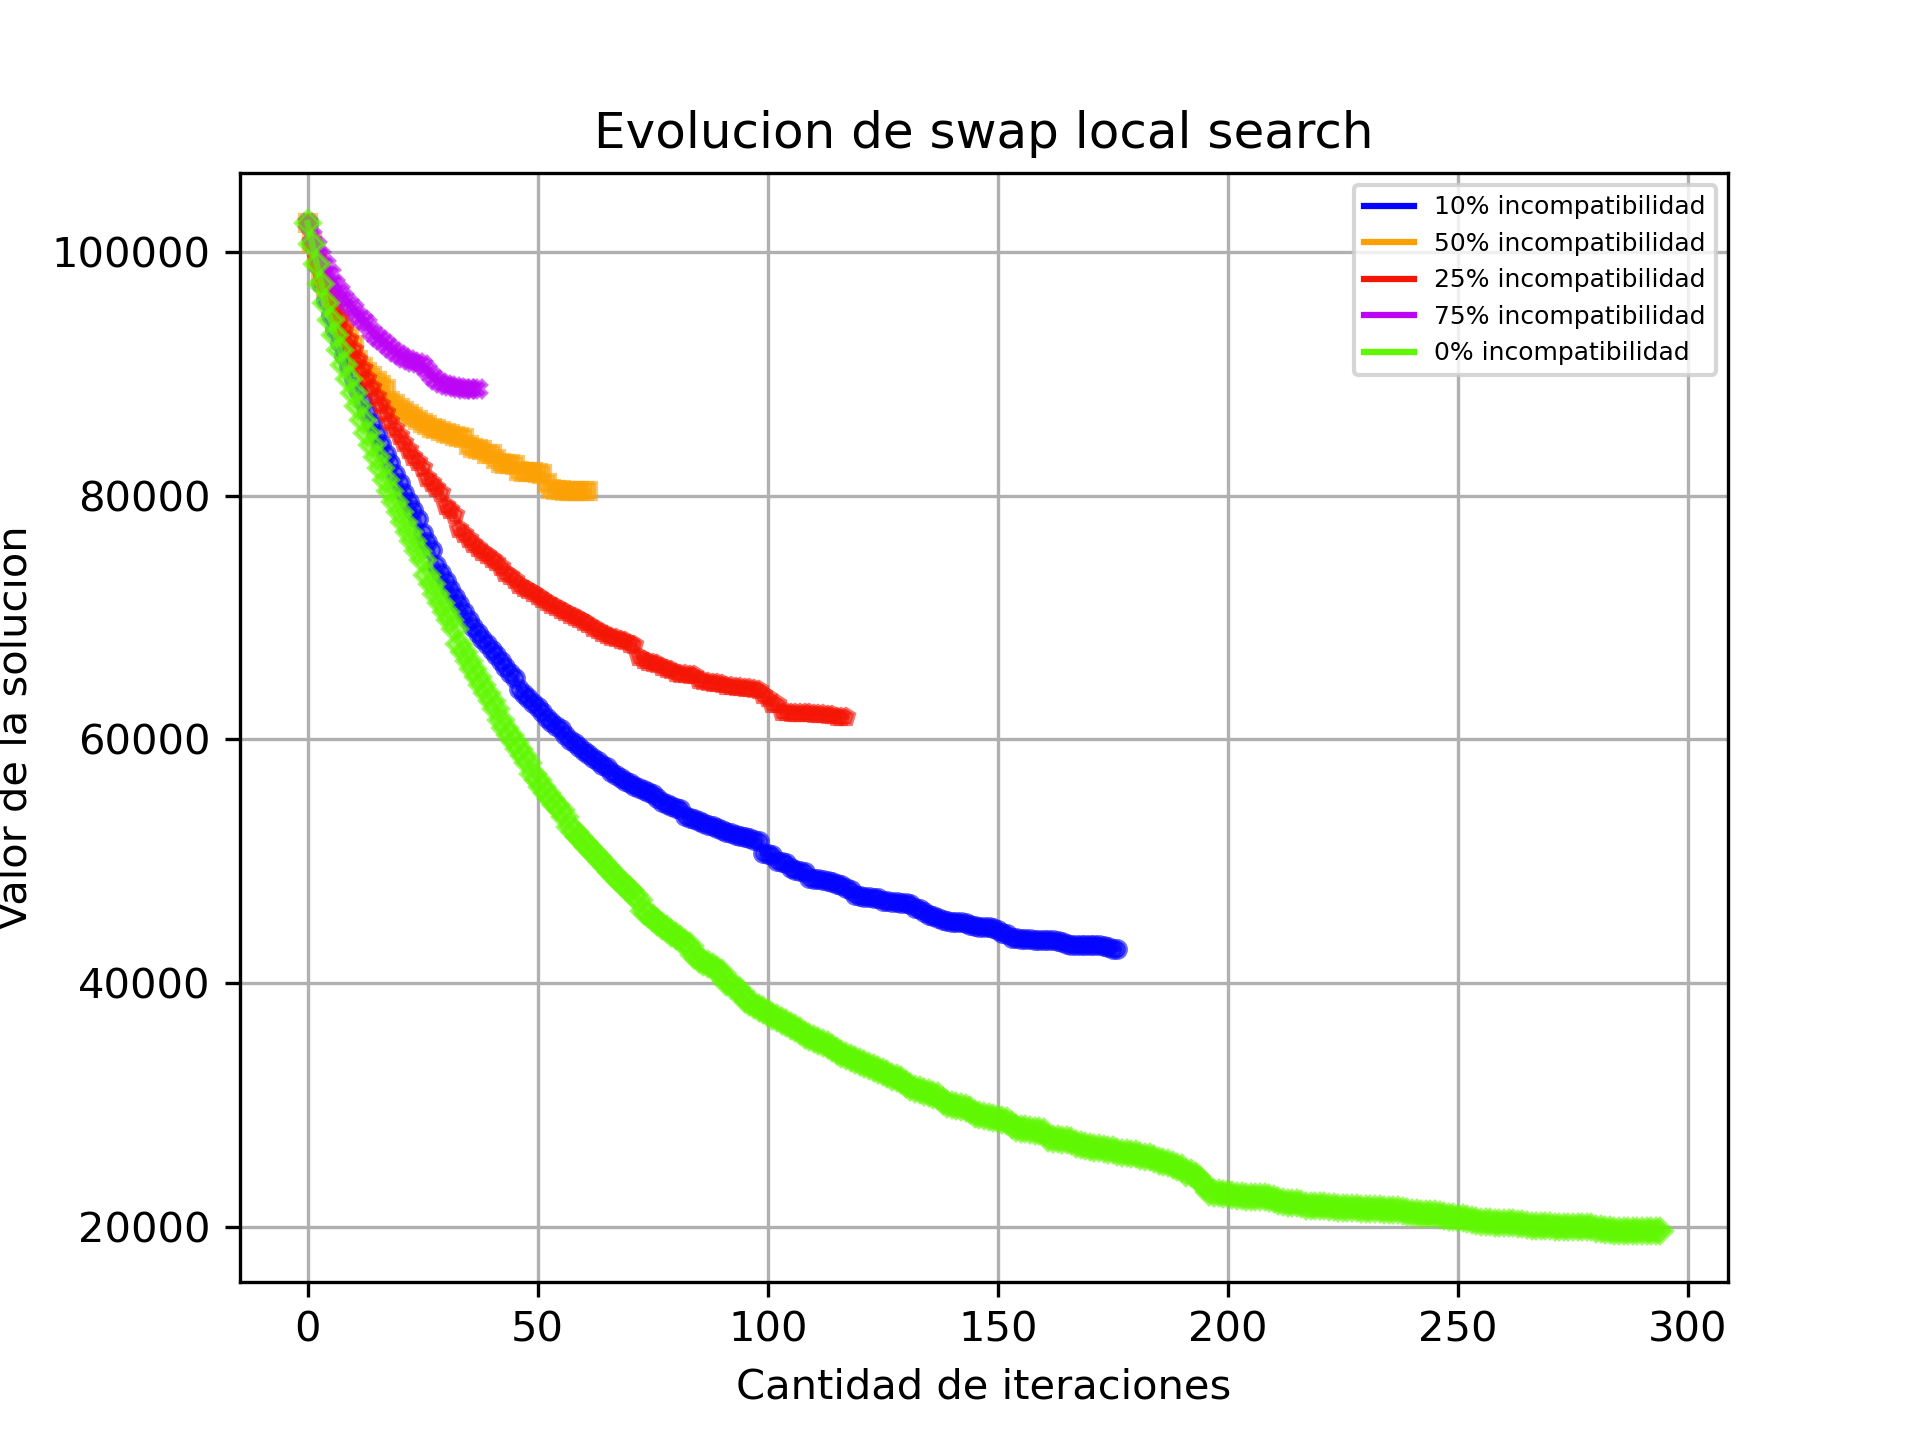 Evolucion de swap local search
10% incompatibilidad
50% incompatibilidad
25% incompatibilidad
75% incompatibilidad
0% incompatibilidad
100000
80000
60000
40000
20000
Valor de la solucion
0 50 100 150 200 250 300
Cantidad de iteraciones